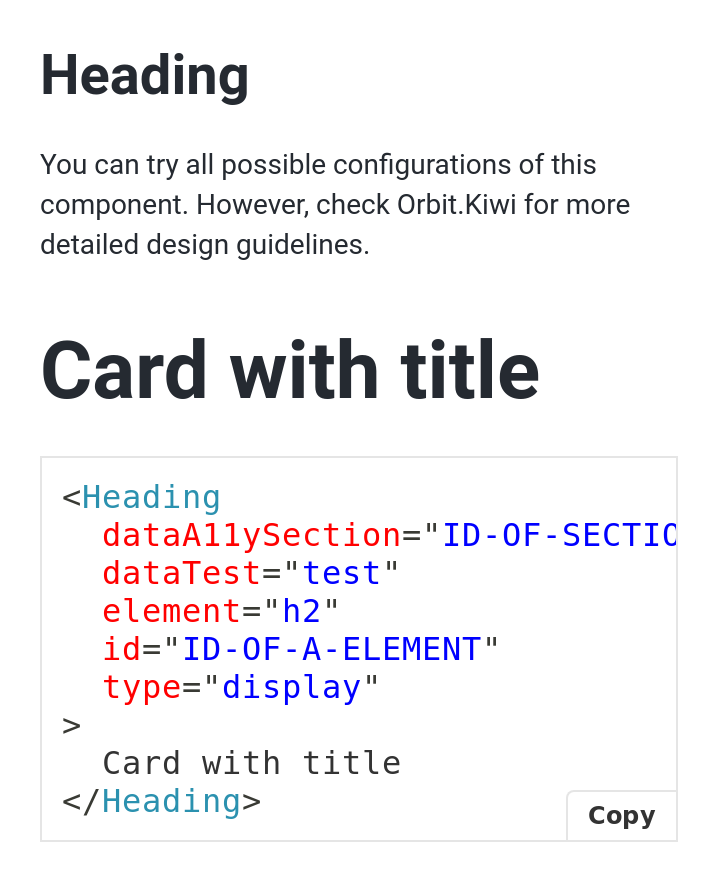 Heading
You can try all possible configurations of this
component. However, check Orbit.Kiwi for more
detailed design guidelines.
Card with title
<Heading
  dataA11ySection="ID-OF-SECTIO
  dataTest="test"
  element="h2"
  id="ID-OF-A-ELEMENT"
  type="display"
>
  Card with title
</Heading>
Copy